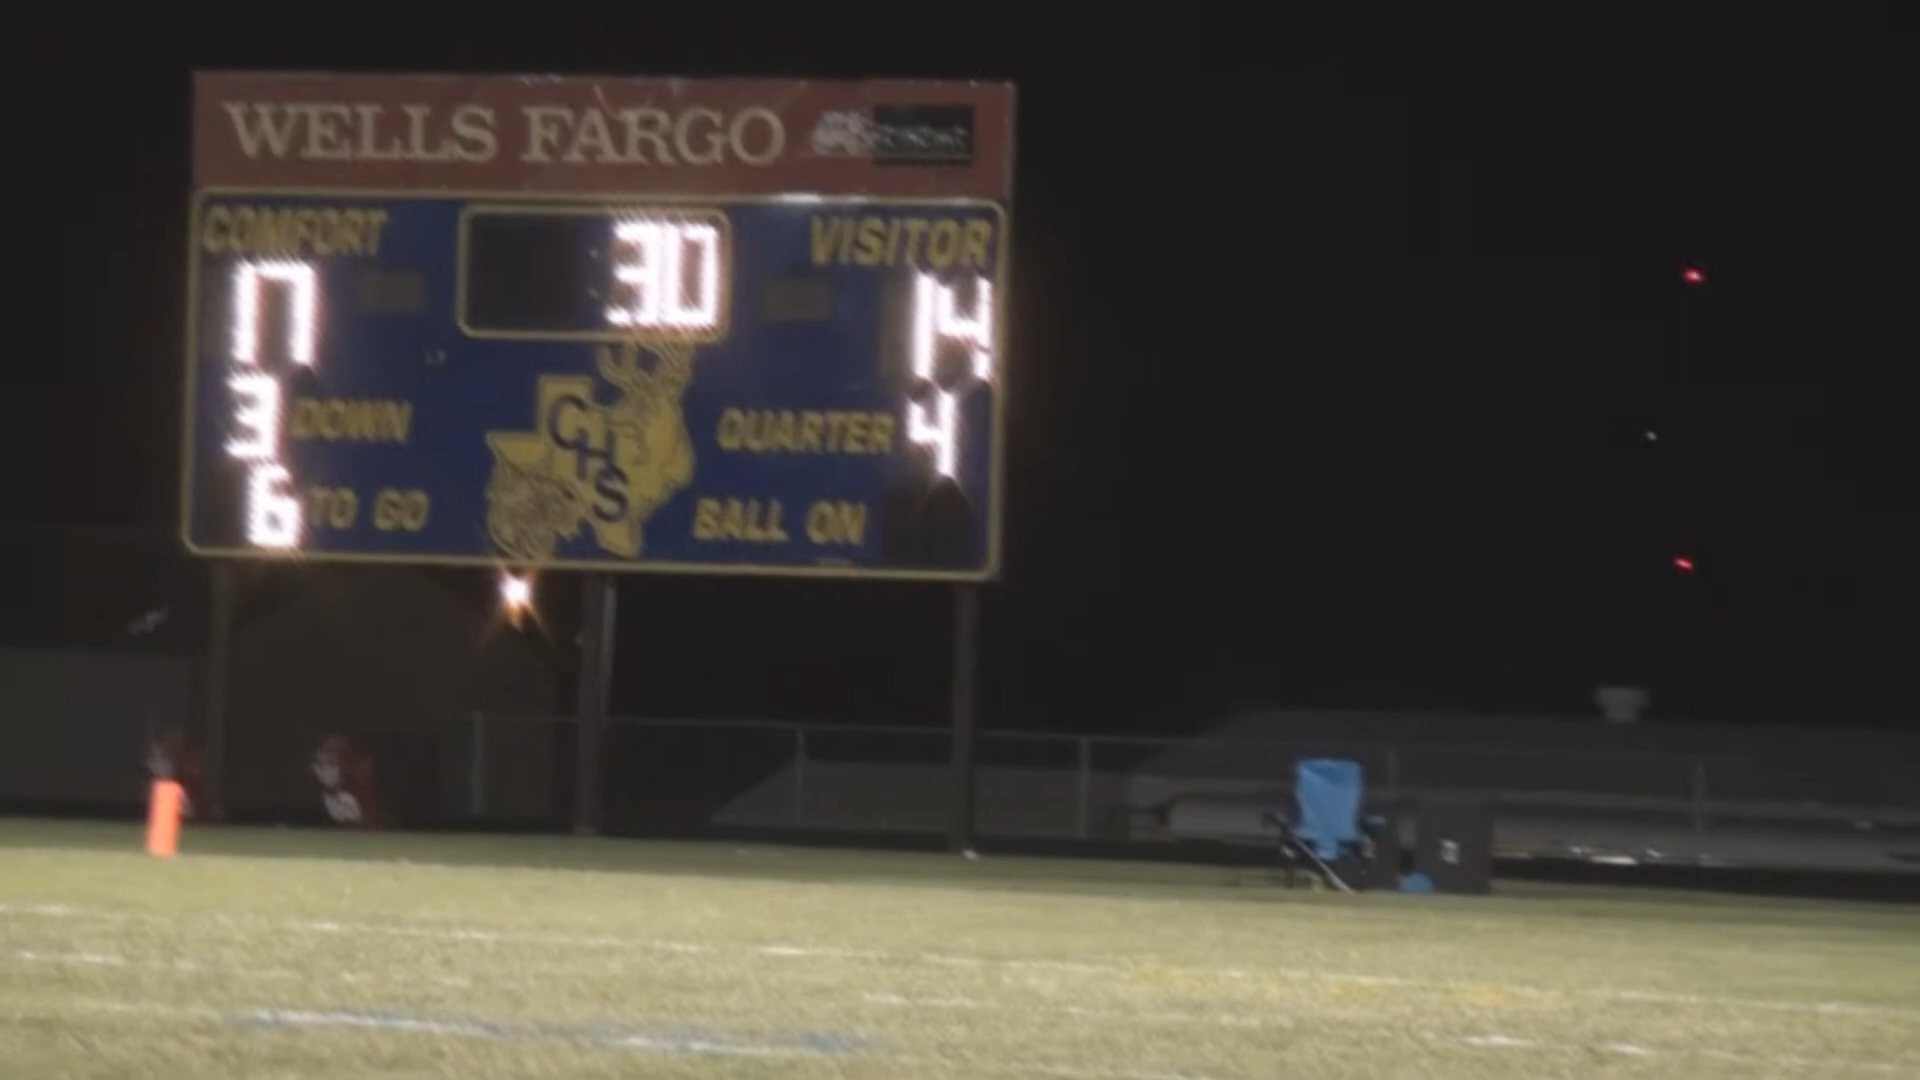 WELLS FARGO
COMFORT :30 VISITOR
17 14
3 DOWN QUARTER 4
6 TO GO BALL ON
CHS